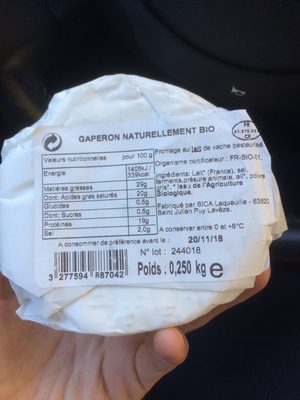 GAPERON NATURELLEMENT BIO
FR
CE
Valeurs nutritionnelles pour 100 g
Energie 1405kJ / 339kcal
Matières grasses 29g
Dont: Acides gras saturés 20g
Glucides 0,5g
Dont: Sucres 0,5g
Protéines 19g
Sel 2,0g
Fromage au lait de vache pasteurisé.
Organisme certificateur : FR-BIO-01.
Ingrédients: Lait* (France), sel,
ferments, présure animale, ail*, poivre
gris*. * issu de l'Agriculture
Biologique.
Fabriqué par SICA Laqueuille - 63820
Saint Julien Puy Lavèze.
A conserver entre 0 et +6°C
A consommer de préférence avant le : 20/11/18
N° lot : 244018
3 277594 887042
Poids : 0,250 kg e